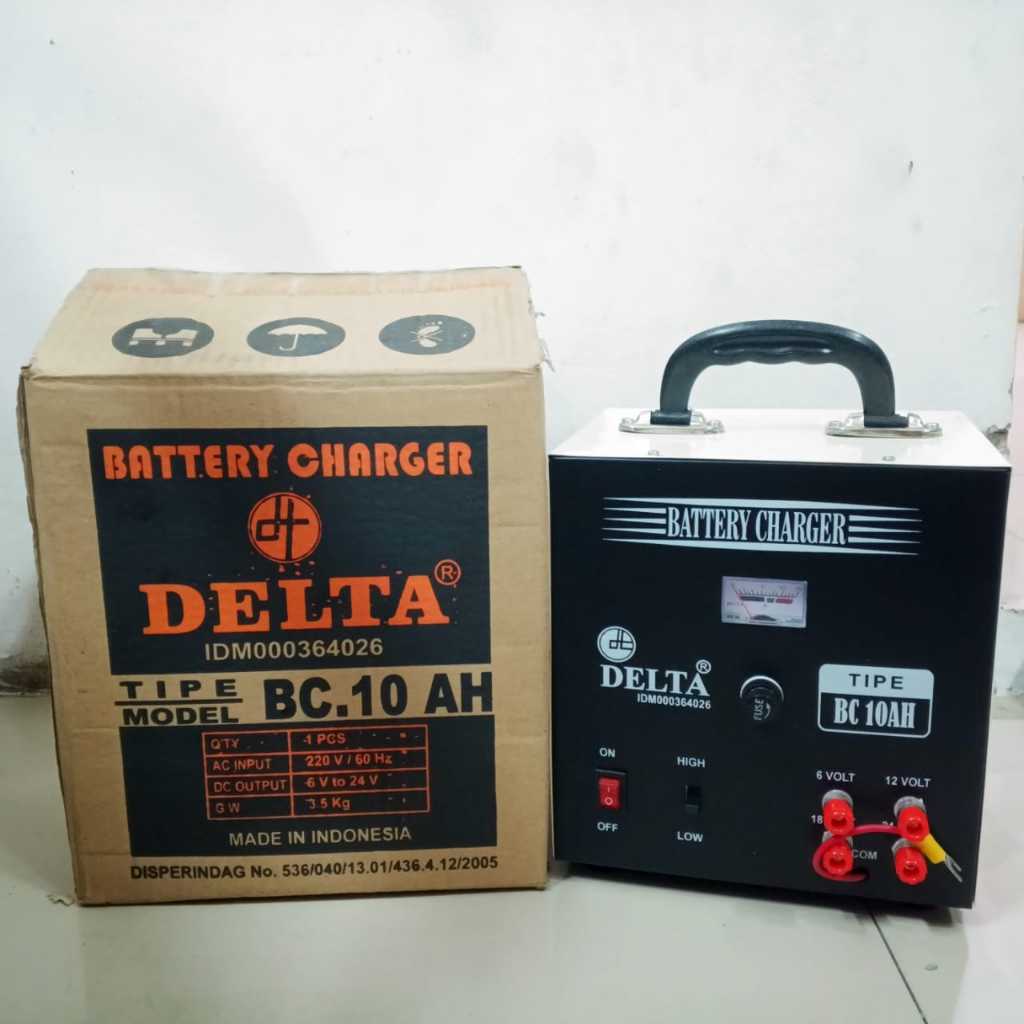 BATTERY CHARGER
DELTA ®
IDM000364026
TIPE
MODEL
BC.10 AH
QTY 1 PCS
AC INPUT 220 V / 60 Hz
DC OUTPUT 6 V to 24 V
G W 3.5 Kg
MADE IN INDONESIA
DISPERINDAG No. 536/040/13.01/436.4.12/2005
BATTERY CHARGER
DELTA ®
IDM000364026
FUSE
TIPE
BC 10AH
ON
OFF
HIGH
LOW
6 VOLT
12 VOLT
18
COM